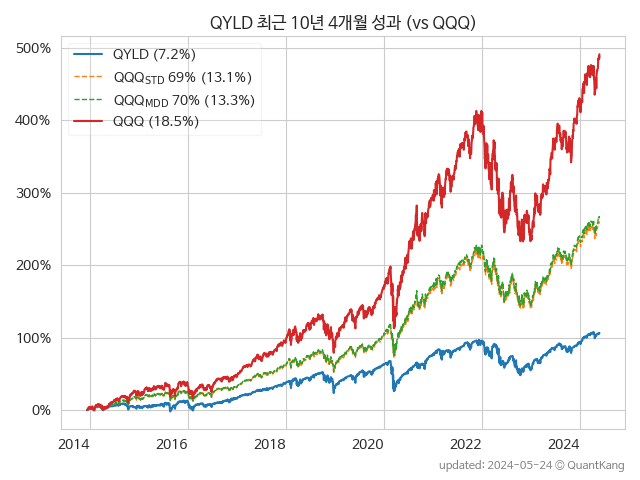 QYLD 최근 10년 4개월 성과 (vs QQQ)
500%
400%
300%
200%
100%
0%
QYLD (7.2%)
QQQSTD 69% (13.1%)
QQQMDD 70% (13.3%)
QQQ (18.5%)
2014 2016 2018 2020 2022 2024
updated: 2024-05-24 © QuantKang